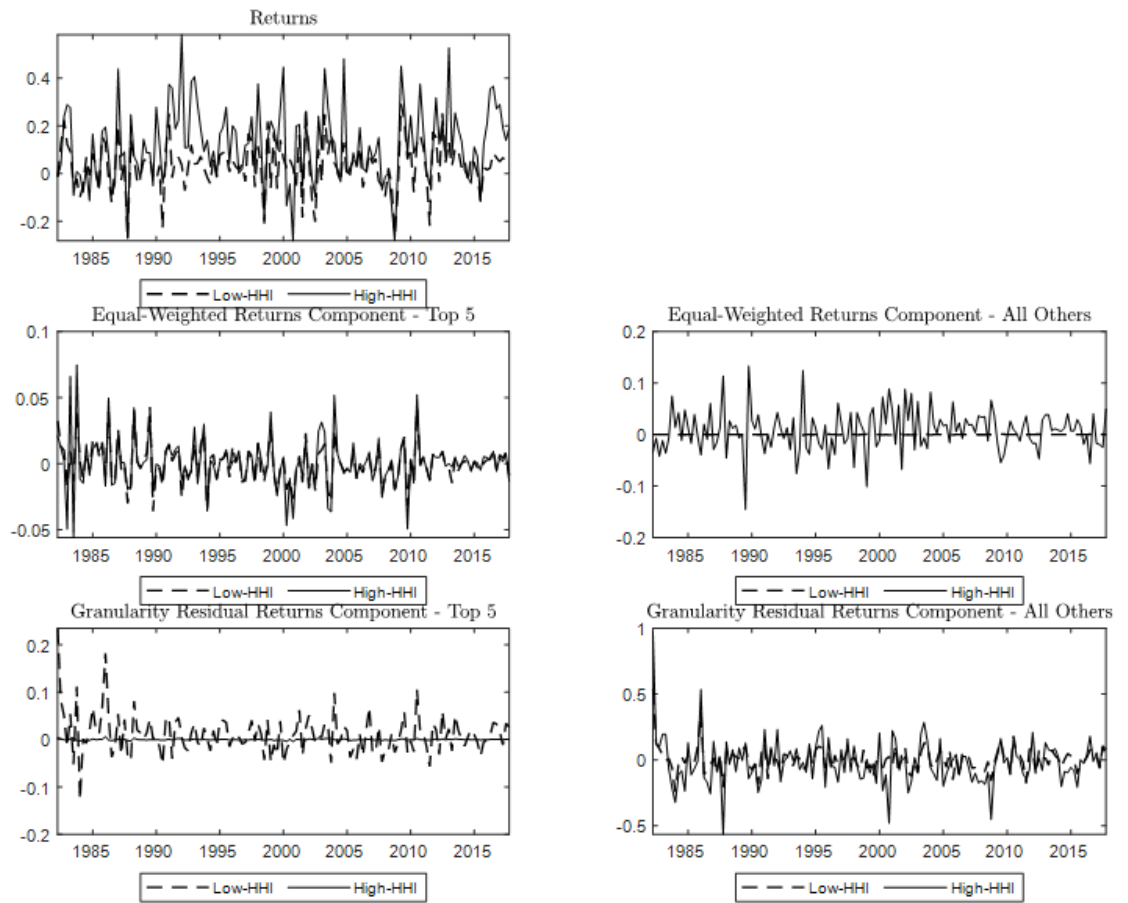 Returns
0.4
0.2
0
-0.2
1985 1990 1995 2000 2005 2010 2015
Low-HHI High-HHI
Equal-Weighted Returns Component - Top 5
0.1
0.05
0
-0.05
1985 1990 1995 2000 2005 2010 2015
Low-HHI High-HHI
Equal-Weighted Returns Component - All Others
0.2
0.1
0
-0.1
-0.2
1985 1990 1995 2000 2005 2010 2015
Low-HHI High-HHI
Granularity Residual Returns Component - Top 5
0.2
0.1
0
-0.1
-0.2
1985 1990 1995 2000 2005 2010 2015
Low-HHI High-HHI
Granularity Residual Returns Component - All Others
1
0.5
0
-0.5
1985 1990 1995 2000 2005 2010 2015
Low-HHI High-HHI